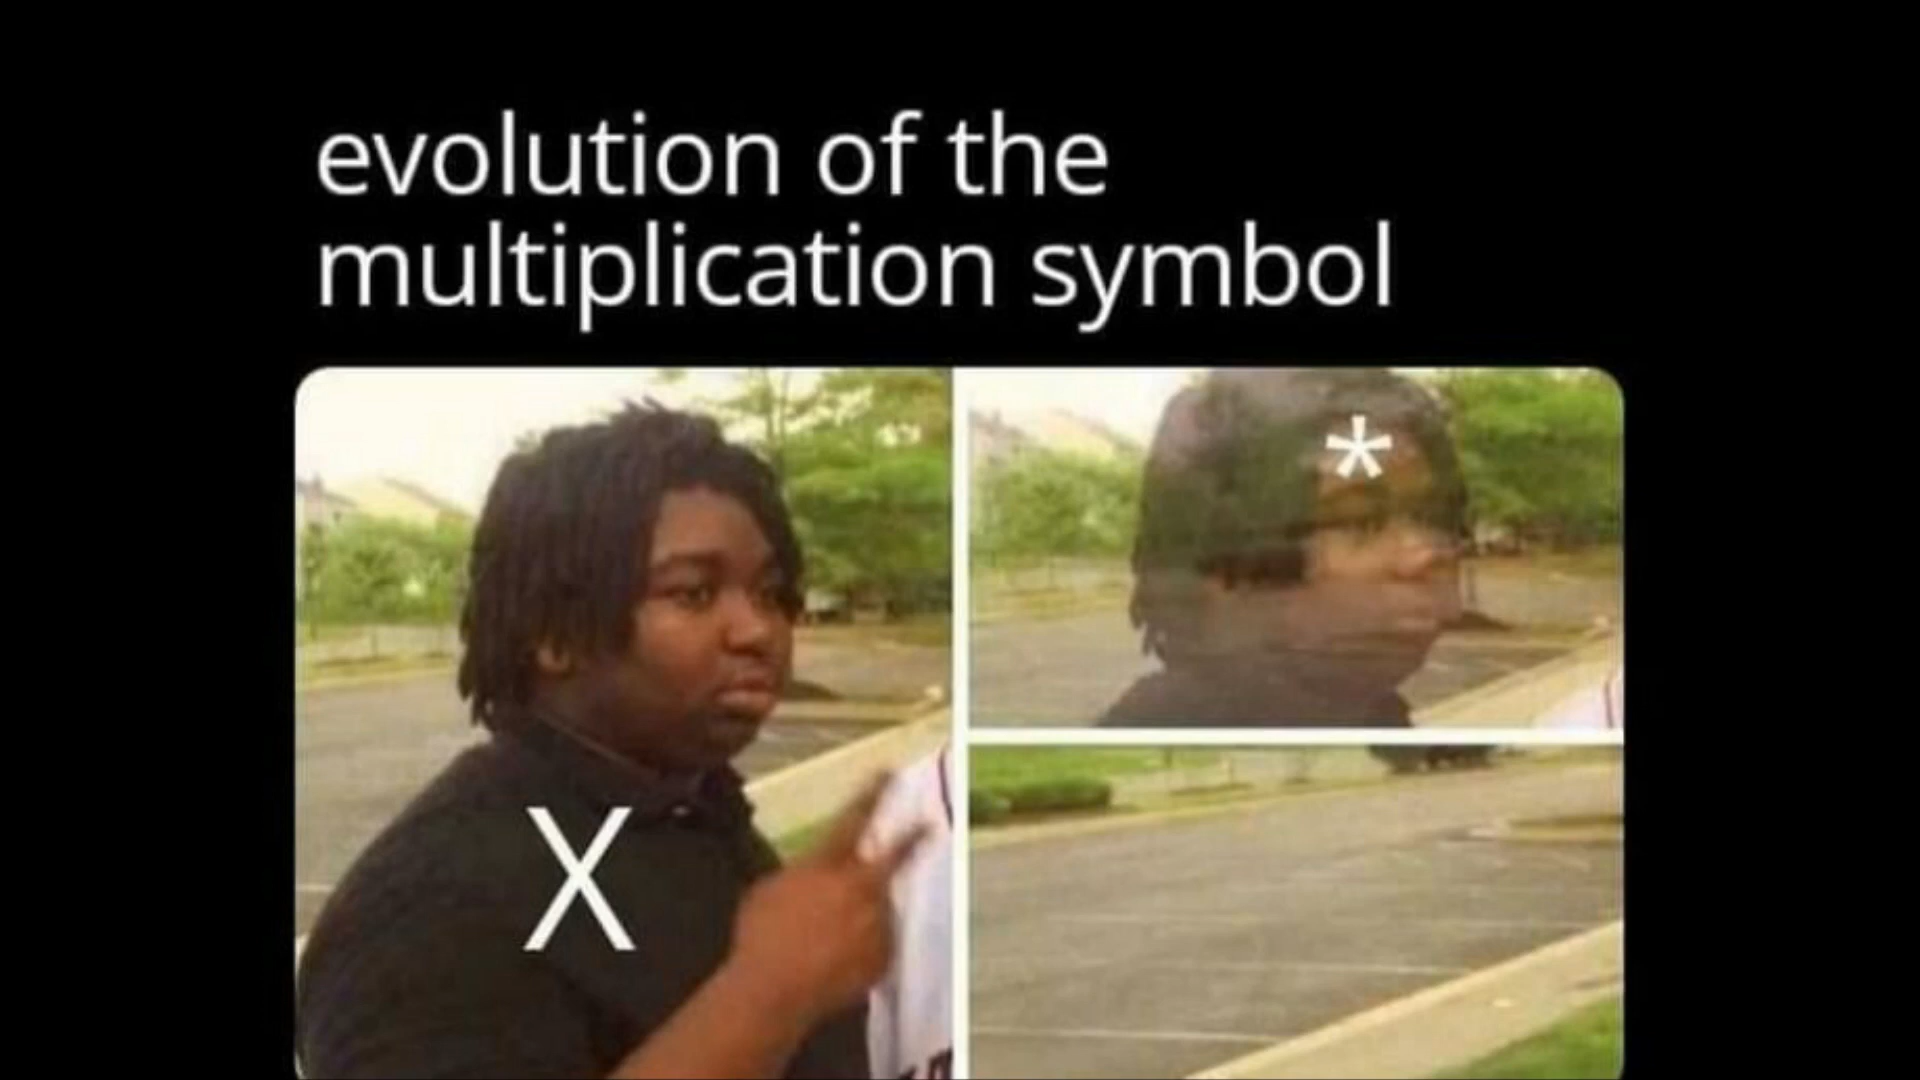 evolution of the
multiplication symbol
*
X